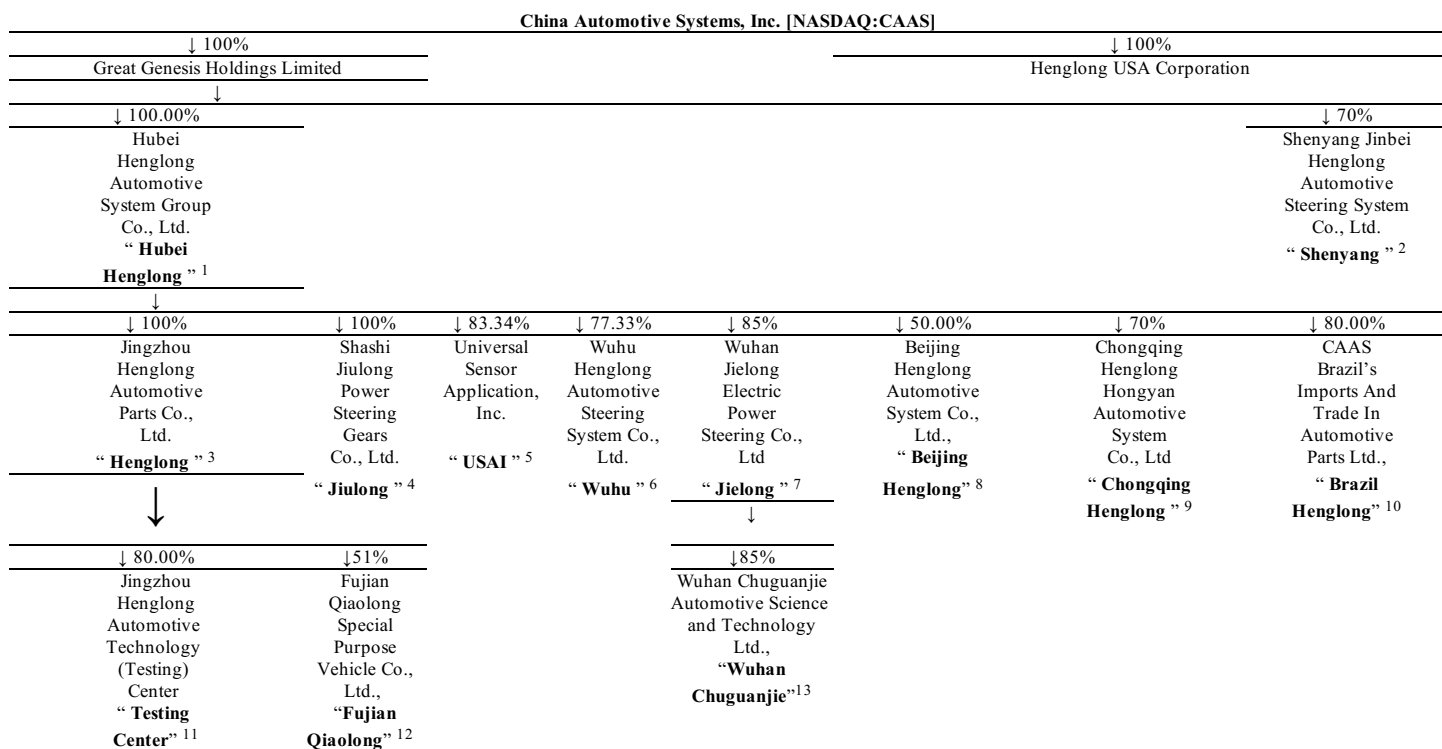 China Automotive Systems, Inc. [NASDAQ:CAAS]
↓ 100%
Great Genesis Holdings Limited
↓ 100%
Henglong USA Corporation
↓
↓ 100.00%
Hubei
Henglong
Automotive
System Group
Co., Ltd.
“ Hubei
Henglong ” 1
↓ 70%
Shenyang Jinbei
Henglong
Automotive
Steering System
Co., Ltd.
“ Shenyang ” 2
↓
↓ 100%
Jingzhou
Henglong
Automotive
Parts Co.,
Ltd.
“ Henglong ” 3
↓ 100%
Shashi
Jiulong
Power
Steering
Gears
Co., Ltd.
“ Jiulong ” 4
↓ 83.34%
Universal
Sensor
Application,
Inc.
“ USAI ” 5
↓ 77.33%
Wuhu
Henglong
Automotive
Steering
System Co.,
Ltd.
“ Wuhu ” 6
↓ 85%
Wuhan
Jielong
Electric
Power
Steering Co.,
Ltd
“ Jielong ” 7
↓ 50.00%
Beijing
Henglong
Automotive
System Co.,
Ltd.,
“ Beijing
Henglong” 8
↓ 70%
Chongqing
Henglong
Hongyan
Automotive
System
Co., Ltd
“ Chongqing
Henglong ” 9
↓ 80.00%
CAAS
Brazil’s
Imports And
Trade In
Automotive
Parts Ltd.,
“ Brazil
Henglong” 10
↓
↓ 80.00%
Jingzhou
Henglong
Automotive
Technology
(Testing)
Center
“ Testing
Center” 11
↓51%
Fujian
Qiaolong
Special
Purpose
Vehicle Co.,
Ltd.,
“Fujian
Qiaolong” 12
↓
↓85%
Wuhan Chuguanjie
Automotive Science
and Technology
Ltd.,
“Wuhan
Chuguanjie”13